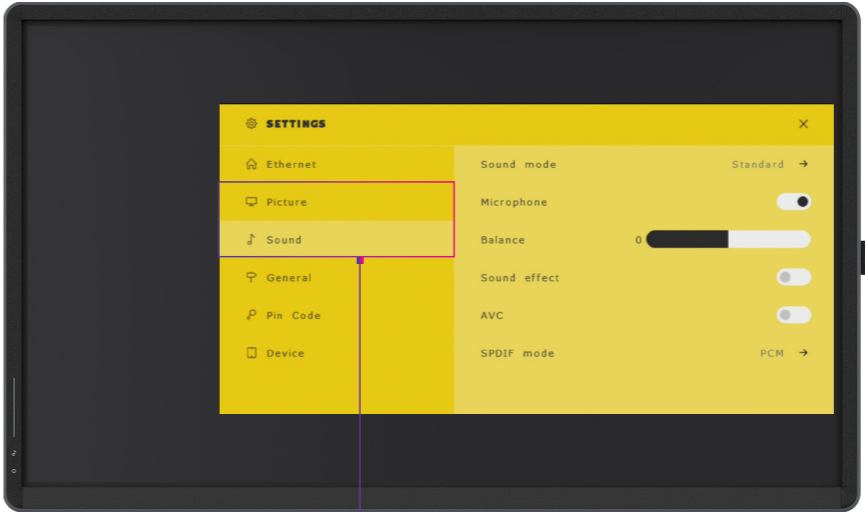 SETTINGS
Ethernet
Picture
Sound
General
Pin Code
Device
Sound mode Standard
Microphone
Balance 0
Sound effect
AVC
SPDIF mode PCM